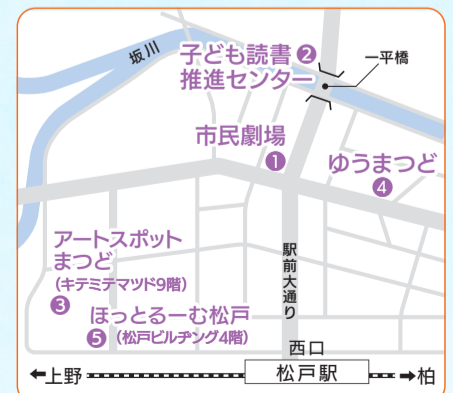 坂川
子ども読書❷
推進センター
一平橋
市民劇場
❶
ゆうまつど
❹
アートスポット
まつど
(キテミテマツド9階)
❸
ほっとるーむ松戸
❺(松戸ビルヂング4階)
駅前大通り
西口
←上野
松戸駅
→柏